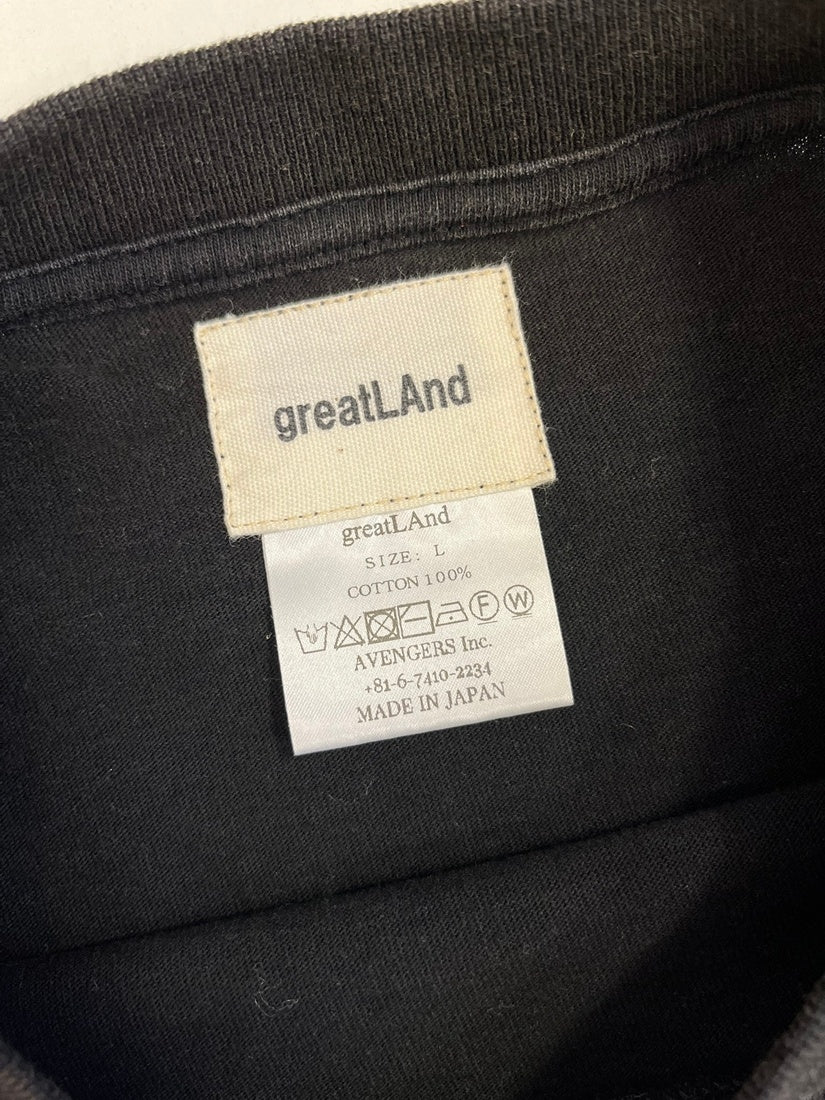 greatLAnd
greatLAnd
SIZE: L
COTTON 100%
F W
AVENGERS Inc.
+81-6-7410-2234
MADE IN JAPAN